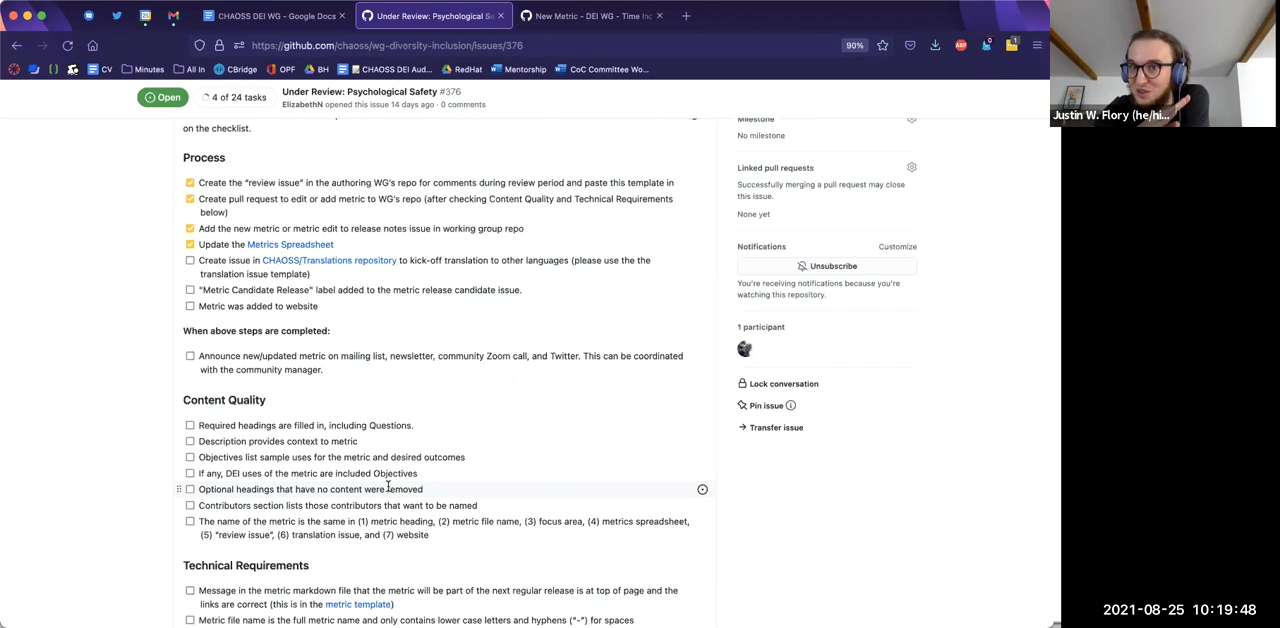 CHAOSS DEI WG - Google Docs
Under Review: Psychological S
New Metric - DEI WG - Time In
https://github.com/chaoss/wg-diversity-inclusion/issues/376
90%
CV
Minutes
All In
CBridge
OPF
BH
CHAOSS DEI Aud...
RedHat
Mentorship
CoC Committee Wo...
Justin W. Flory (he/hi...
Open
4 of 24 tasks
Under Review: Psychological Safety #376
ElizabethN opened this issue 14 days ago · 0 comments
on the checklist.
Process
Create the "review issue" in the authoring WG's repo for comments during review period and paste this template in
Create pull request to edit or add metric to WG's repo (after checking Content Quality and Technical Requirements
below)
Add the new metric or metric edit to release notes issue in working group repo
Update the Metrics Spreadsheet
Create issue in CHAOSS/Translations repository to kick-off translation to other languages (please use the the
translation issue template)
"Metric Candidate Release" label added to the metric release candidate issue.
Metric was added to website
When above steps are completed:
Announce new/updated metric on mailing list, newsletter, community Zoom call, and Twitter. This can be coordinated
with the community manager.
Content Quality
Required headings are filled in, including Questions.
Description provides context to metric
Objectives list sample uses for the metric and desired outcomes
If any, DEI uses of the metric are included Objectives
Optional headings that have no content were removed
Contributors section lists those contributors that want to be named
The name of the metric is the same in (1) metric heading, (2) metric file name, (3) focus area, (4) metrics spreadsheet,
(5) "review issue", (6) translation issue, and (7) website
Technical Requirements
Message in the metric markdown file that the metric will be part of the next regular release is at top of page and the
links are correct (this is in the metric template)
Metric file name is the full metric name and only contains lower case letters and hyphens ("-") for spaces
Milestone
No milestone
Linked pull requests
Successfully merging a pull request may close
this issue.
None yet
Notifications
Customize
Unsubscribe
You're receiving notifications because you're
watching this repository.
1 participant
Lock conversation
Pin issue
Transfer issue
2021-08-25 10:19:48